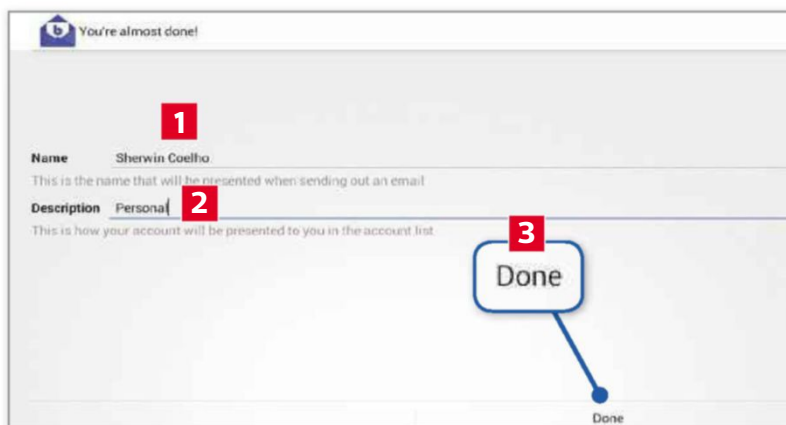 b You're almost done!
1
Name Sherwin Coelho
This is the name that will be presented when sending out an email
Description Personal 2
This is how your account will be presented to you in the account list
3
Done
Done